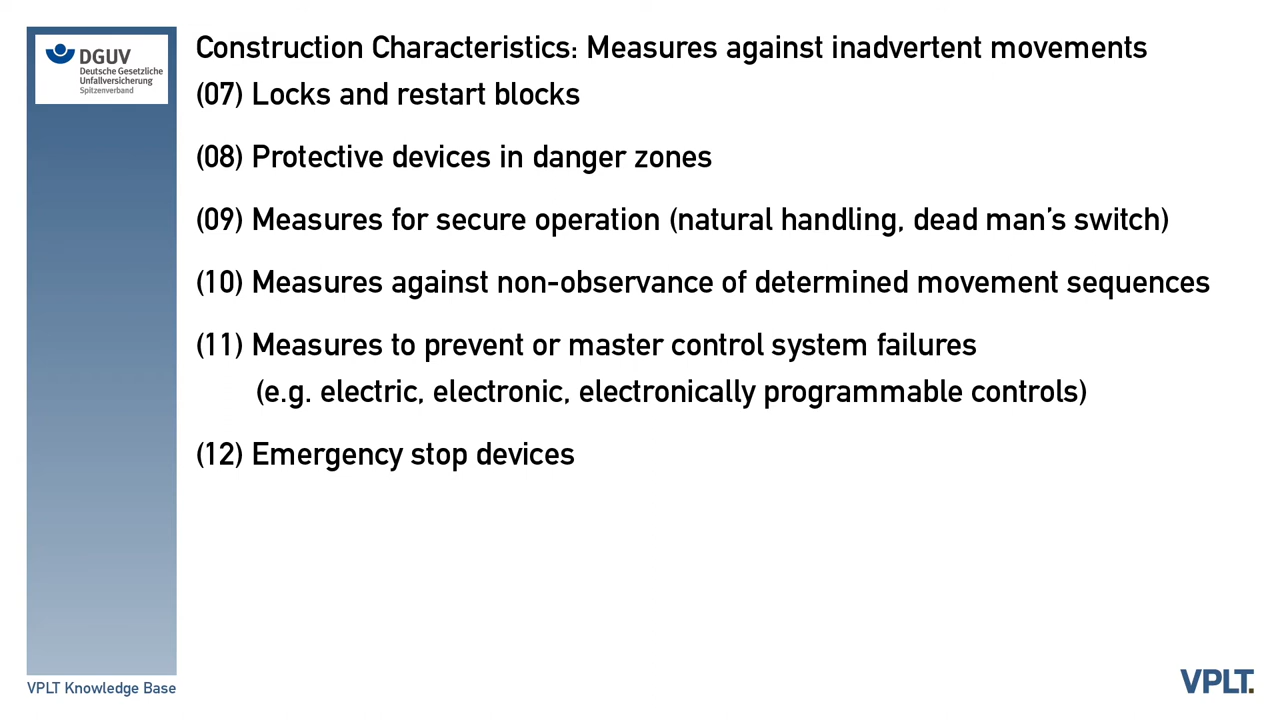 DGUV
Deutsche Gesetzliche
Unfallversicherung
Spitzenverband
Construction Characteristics: Measures against inadvertent movements
(07) Locks and restart blocks
(08) Protective devices in danger zones
(09) Measures for secure operation (natural handling, dead man’s switch)
(10) Measures against non-observance of determined movement sequences
(11) Measures to prevent or master control system failures
(e.g. electric, electronic, electronically programmable controls)
(12) Emergency stop devices
VPLT Knowledge Base
VPLT.